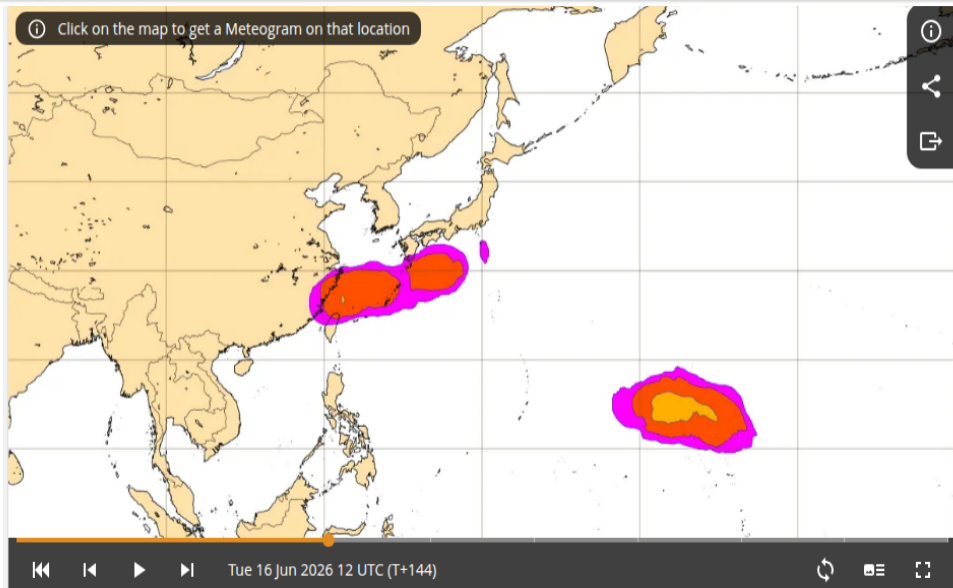 Click on the map to get a Meteogram on that location
Tue 16 Jun 2026 12 UTC (T+144)